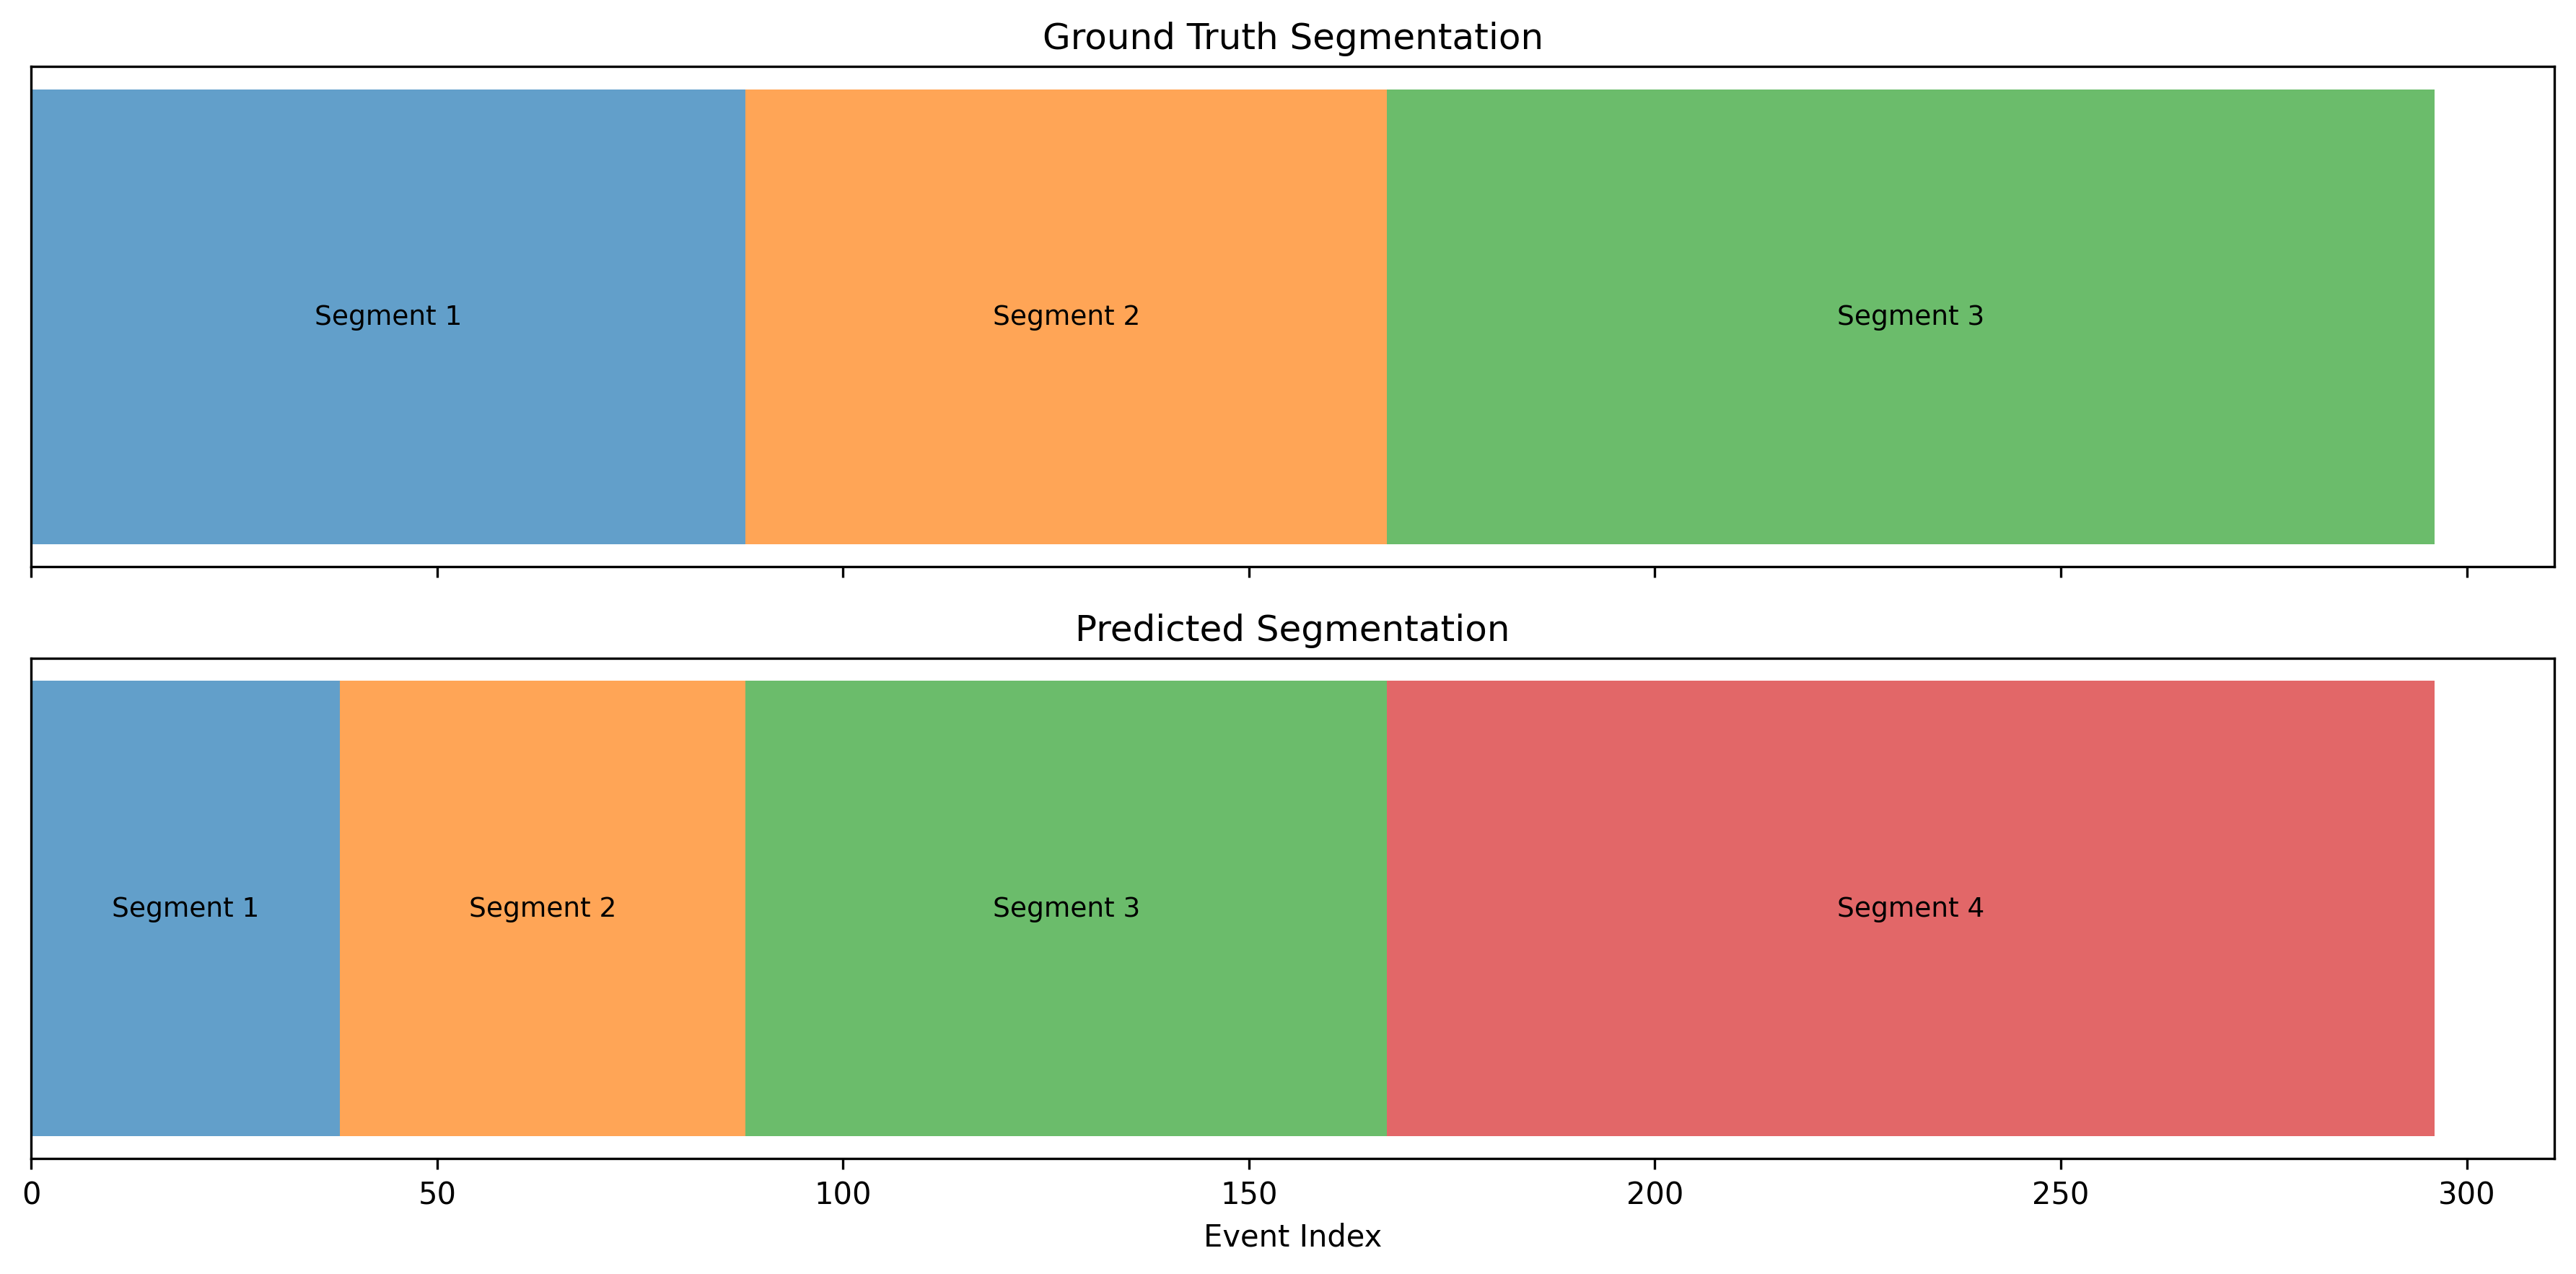 Ground Truth Segmentation
Segment 1 Segment 2 Segment 3
Predicted Segmentation
Segment 1 Segment 2 Segment 3 Segment 4
0 50 100 150 200 250 300
Event Index